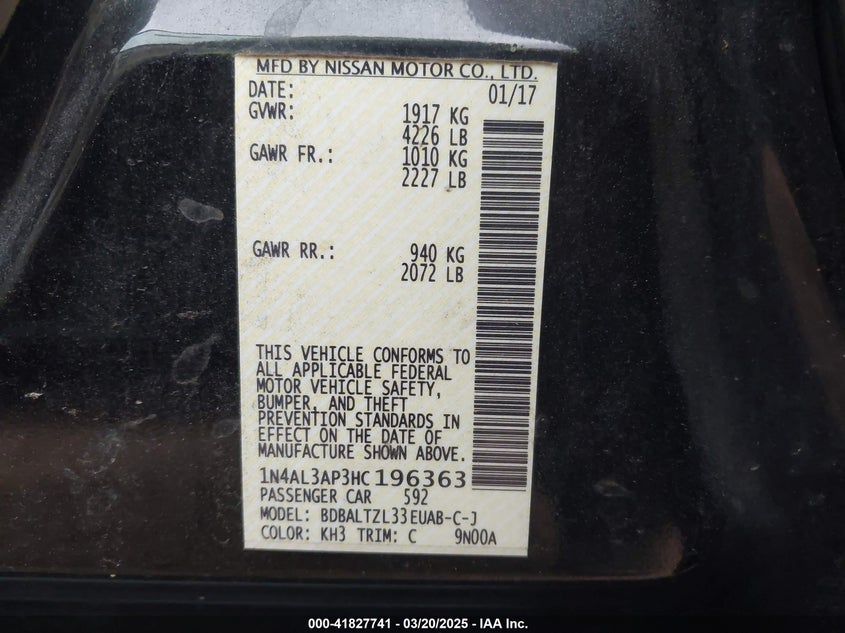 MFD BY NISSAN MOTOR CO., LTD.
DATE: 01/17
GVWR: 1917 KG
4226 LB
GAWR FR.: 1010 KG
2227 LB
GAWR RR.: 940 KG
2072 LB
THIS VEHICLE CONFORMS TO
ALL APPLICABLE FEDERAL
MOTOR VEHICLE SAFETY,
BUMPER, AND THEFT
PREVENTION STANDARDS IN
EFFECT ON THE DATE OF
MANUFACTURE SHOWN ABOVE.
1N4AL3AP3HC196363
PASSENGER CAR 592
MODEL: BDBALTZL33EUAB-C-J
COLOR: KH3 TRIM: C 9N00A
000-41827741 — 03/20/2025 — IAA Inc.